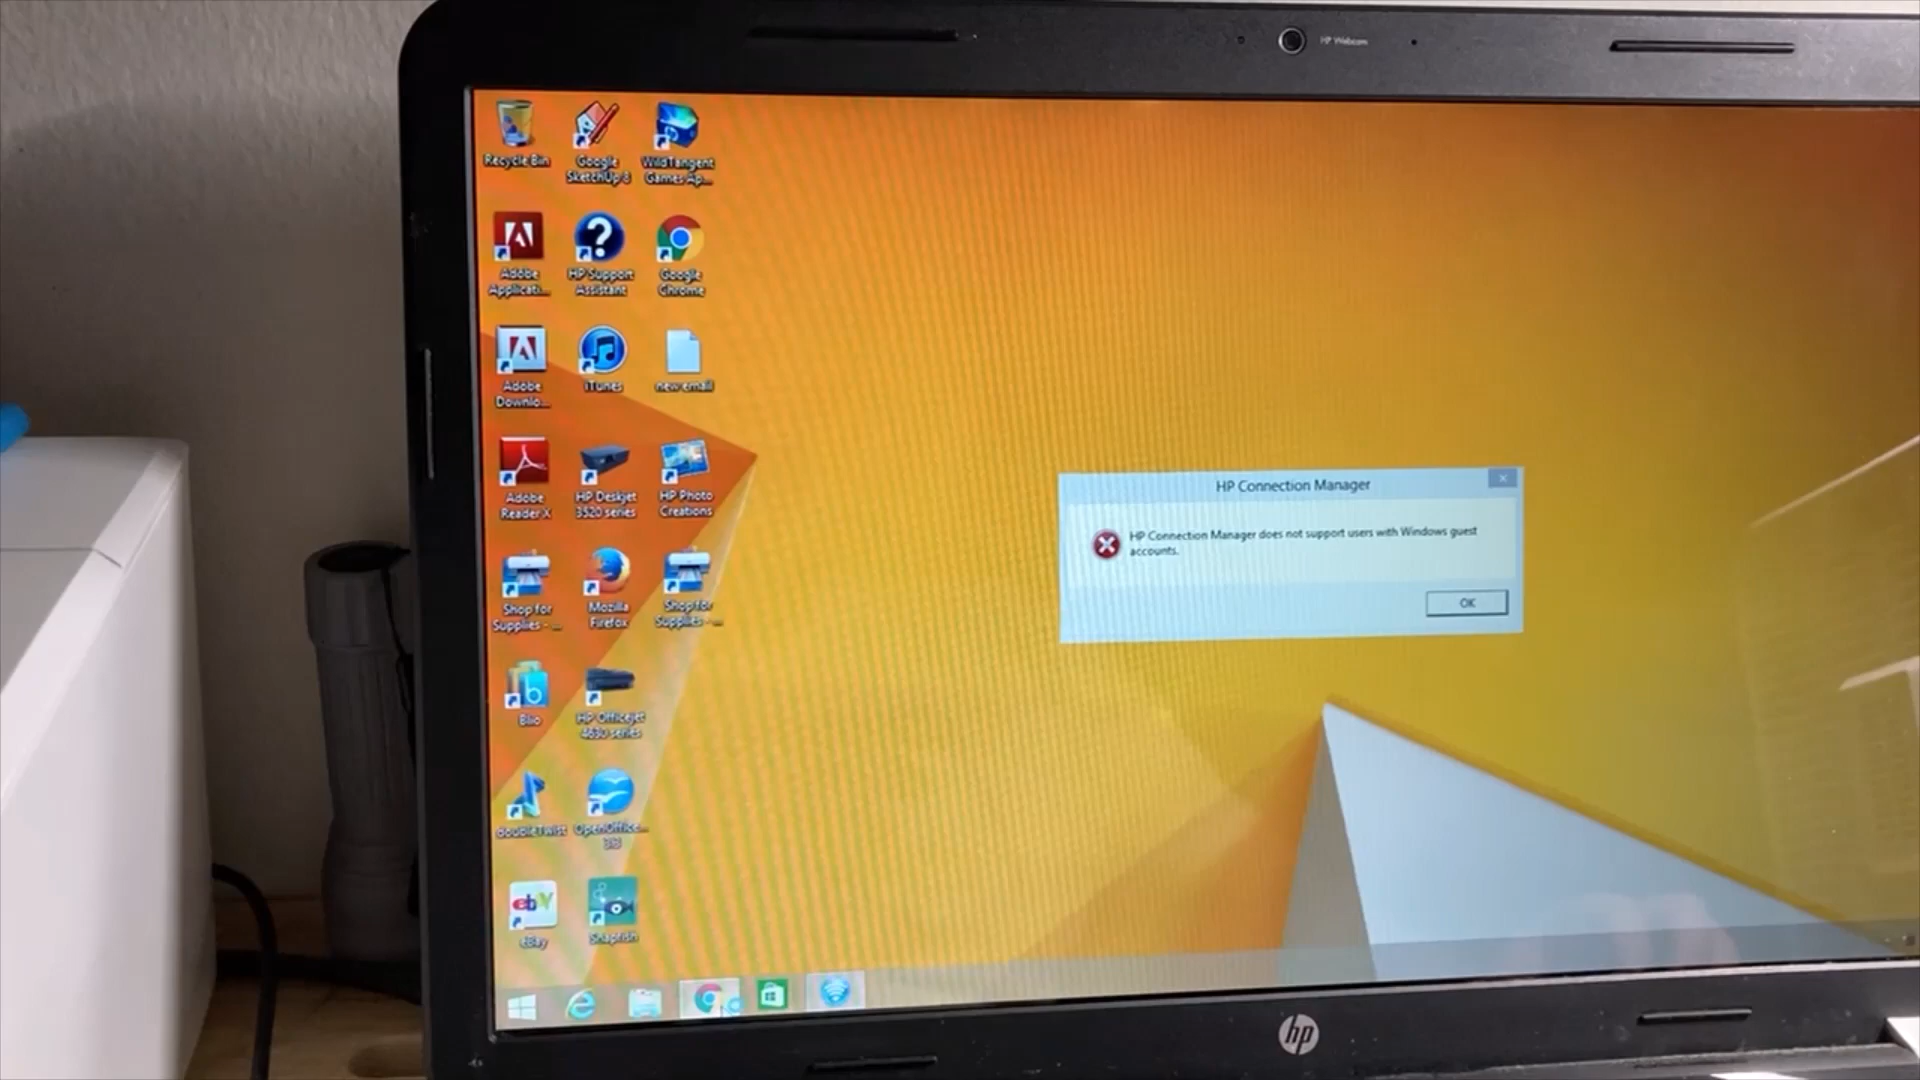 HP Webcam
Recycle Bin
Google
SketchUp 8
WildTangent
Games Ap...
Adobe
Applicati...
HP Support
Assistant
Google
Chrome
Adobe
Downlo...
iTunes
new email
Adobe
Reader X
HP Deskjet
3520 series
HP Photo
Creations
Shop for
Supplies - ...
Mozilla
Firefox
Shop for
Supplies - ...
b
Blio
HP Officejet
4630 series
doubleTwist
OpenOffice...
3.3
ebY
eBay
Snapfish
HP Connection Manager
HP Connection Manager does not support users with Windows guest
accounts.
OK
hp